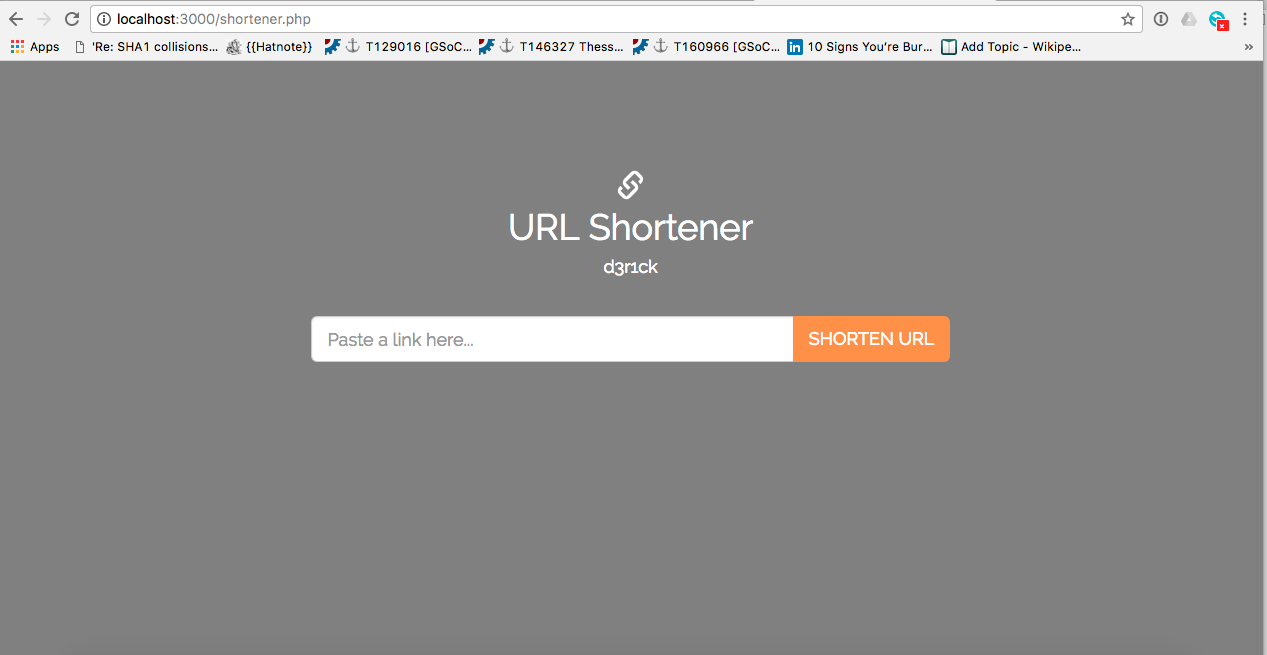 localhost:3000/shortener.php
Apps 'Re: SHA1 collisions... {{Hatnote}} T129016 [GSoC... T146327 Thess... T160966 [GSoC... in 10 Signs You're Bur... Add Topic - Wikipe... »
URL Shortener
d3r1ck
Paste a link here... SHORTEN URL